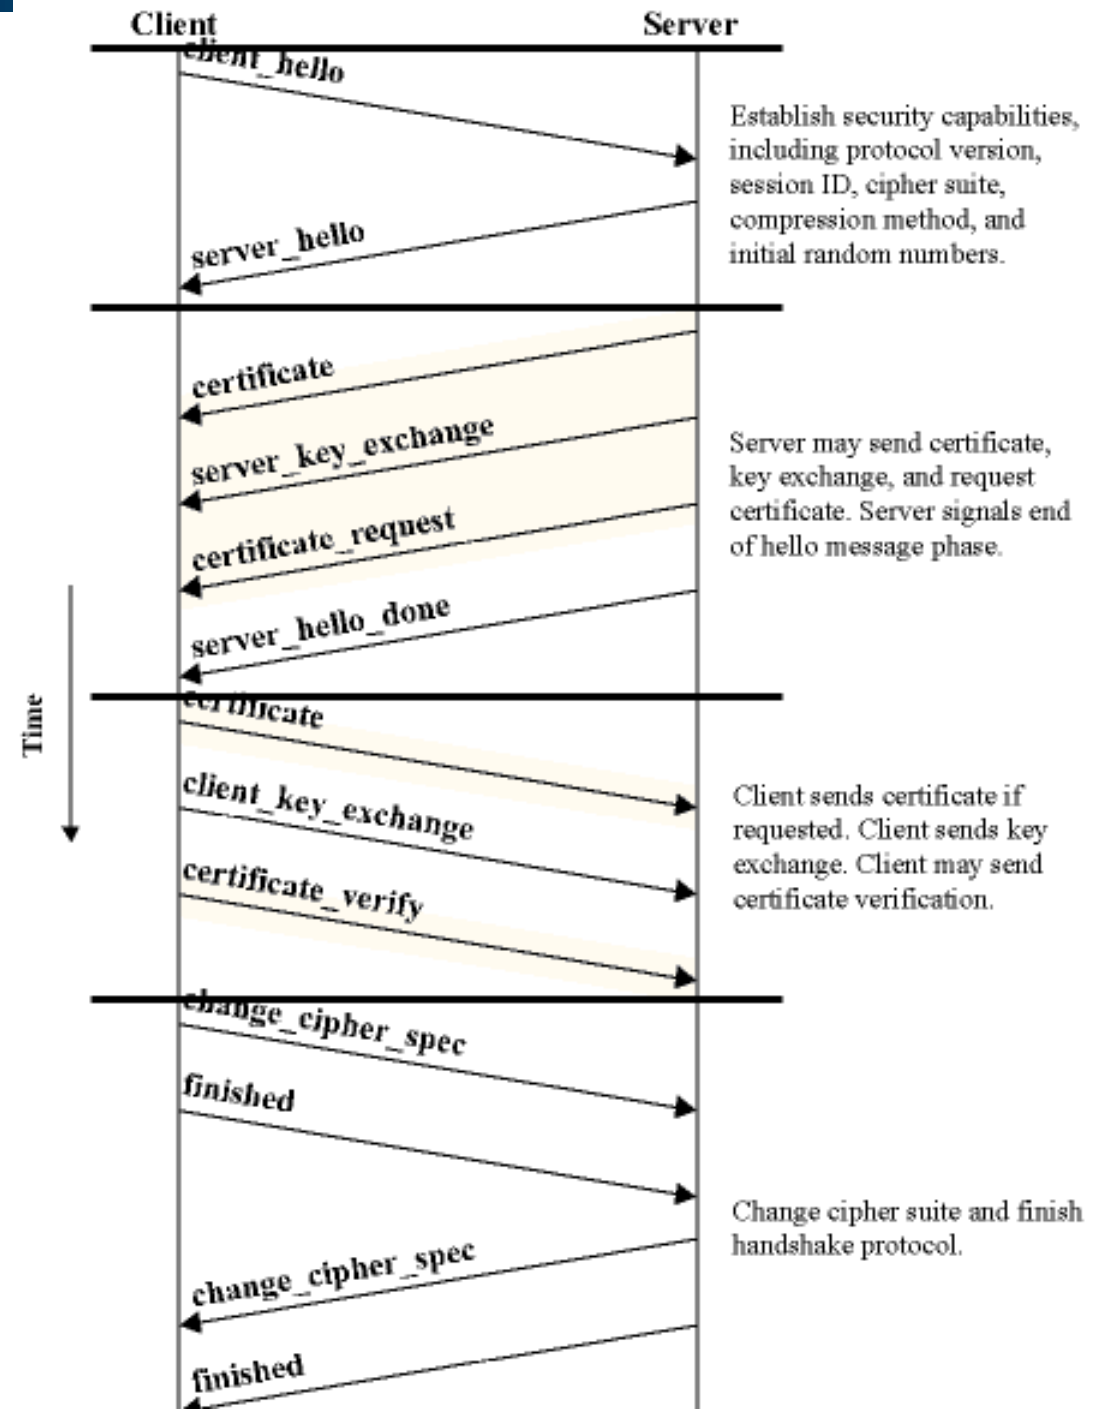 Client
Server
client_hello
Establish security capabilities,
including protocol version,
session ID, cipher suite,
compression method, and
initial random numbers.
server_hello
certificate
server_key_exchange
Server may send certificate,
key exchange, and request
certificate. Server signals end
of hello message phase.
certificate_request
server_hello_done
Time
certificate
client_key_exchange
Client sends certificate if
requested. Client sends key
exchange. Client may send
certificate verification.
certificate_verify
change_cipher_spec
finished
Change cipher suite and finish
handshake protocol.
change_cipher_spec
finished